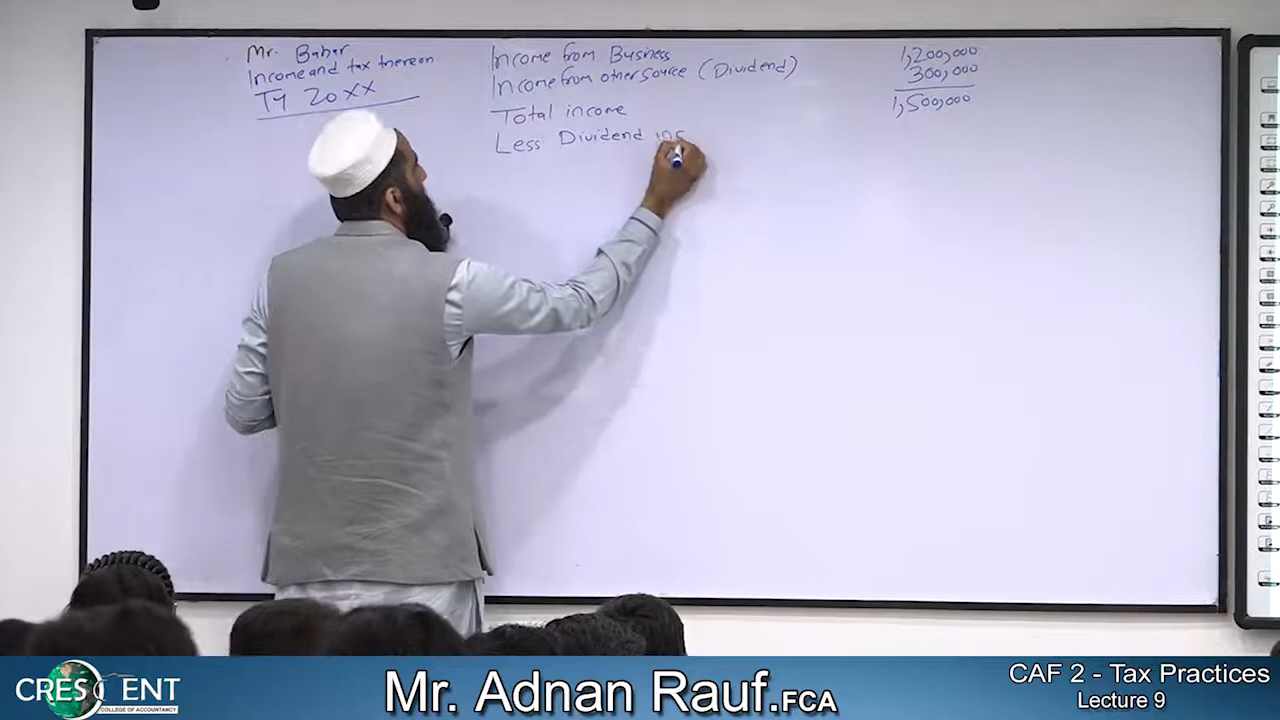 Mr. Babar
Income and tax thereon
TY 20XX
Income from Business 1,200,000
Income from other source (Dividend) 300,000
Total income 1,500,000
Less Dividend
CRESCENT
COLLEGE OF ACCOUNTANCY
Mr. Adnan Rauf.FCA
CAF 2 - Tax Practices
Lecture 9